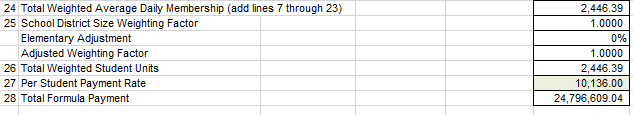 24 Total Weighted Average Daily Membership (add lines 7 through 23) 2,446.39
25 School District Size Weighting Factor 1.0000
Elementary Adjustment 0%
Adjusted Weighting Factor 1.0000
26 Total Weighted Student Units 2,446.39
27 Per Student Payment Rate 10,136.00
28 Total Formula Payment 24,796,609.04